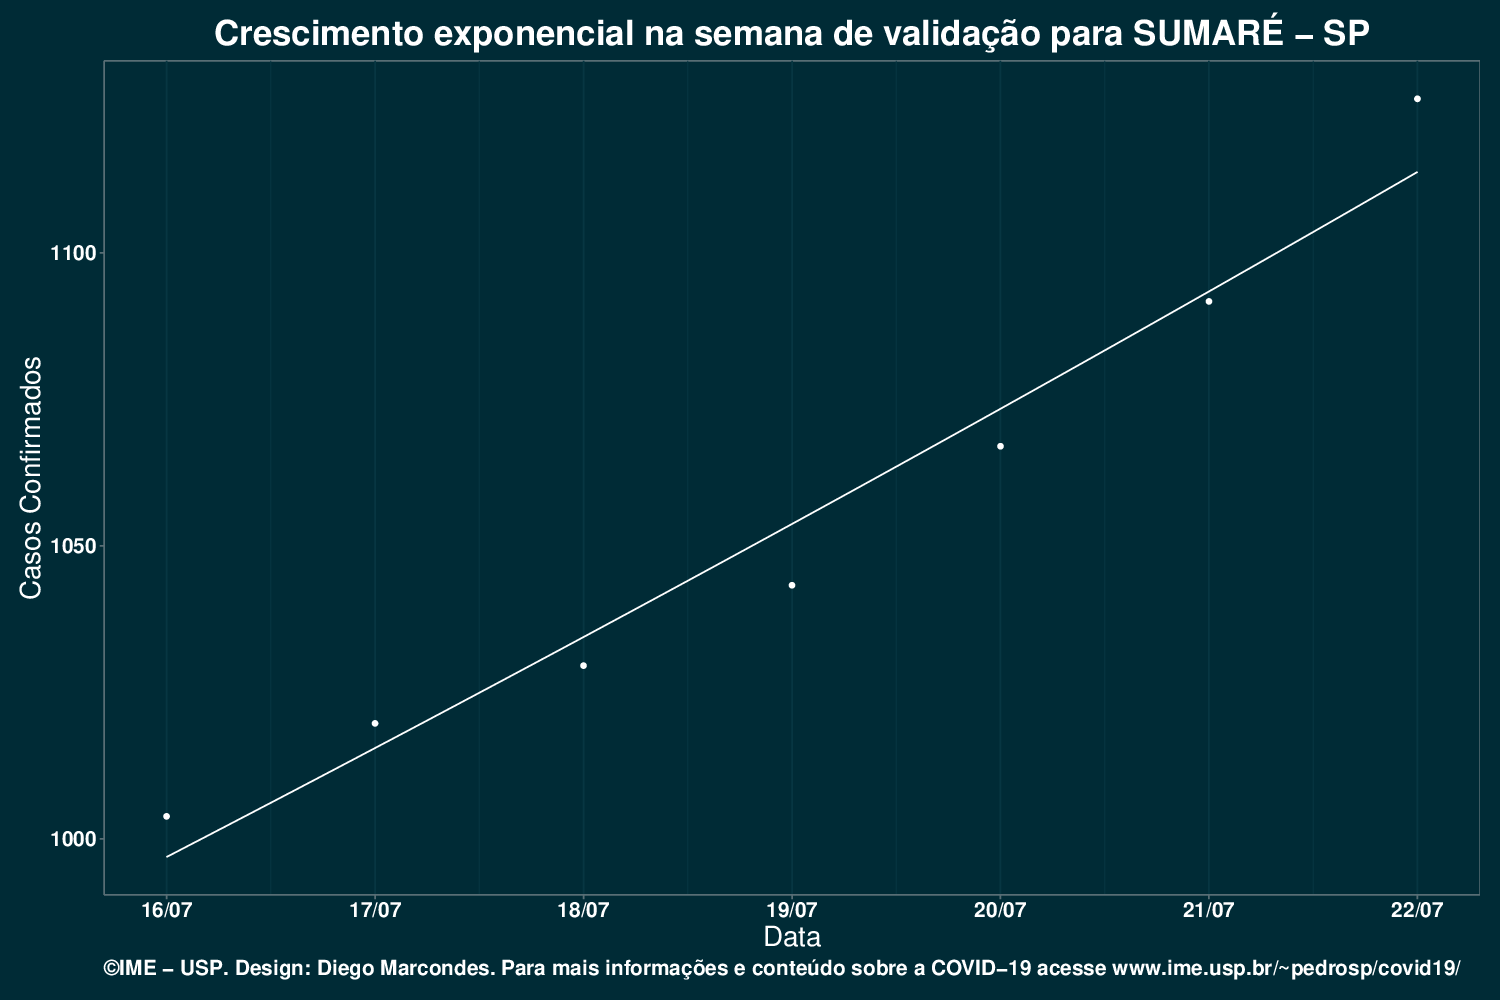 Crescimento exponencial na semana de validação para SUMARÉ – SP
1100
1050
1000
Casos Confirmados
16/07 17/07 18/07 19/07 20/07 21/07 22/07
Data
©IME – USP. Design: Diego Marcondes. Para mais informações e conteúdo sobre a COVID–19 acesse www.ime.usp.br/~pedrosp/covid19/